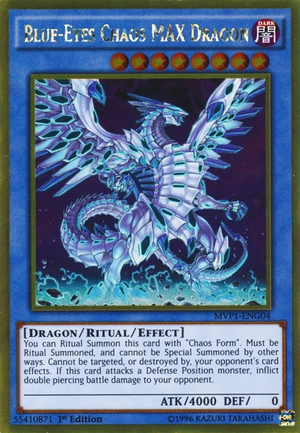 BLUE-EYES CHAOS MAX DRAGON
DARK
闇
MVP1-ENG04
[DRAGON/RITUAL/EFFECT]
You can Ritual Summon this card with "Chaos Form". Must be
Ritual Summoned, and cannot be Special Summoned by other
ways. Cannot be targeted, or destroyed by, your opponent's card
effects. If this card attacks a Defense Position monster, inflict
double piercing battle damage to your opponent.
ATK/4000 DEF/ 0
55410871 1st Edition ©1996 KAZUKI TAKAHASHI